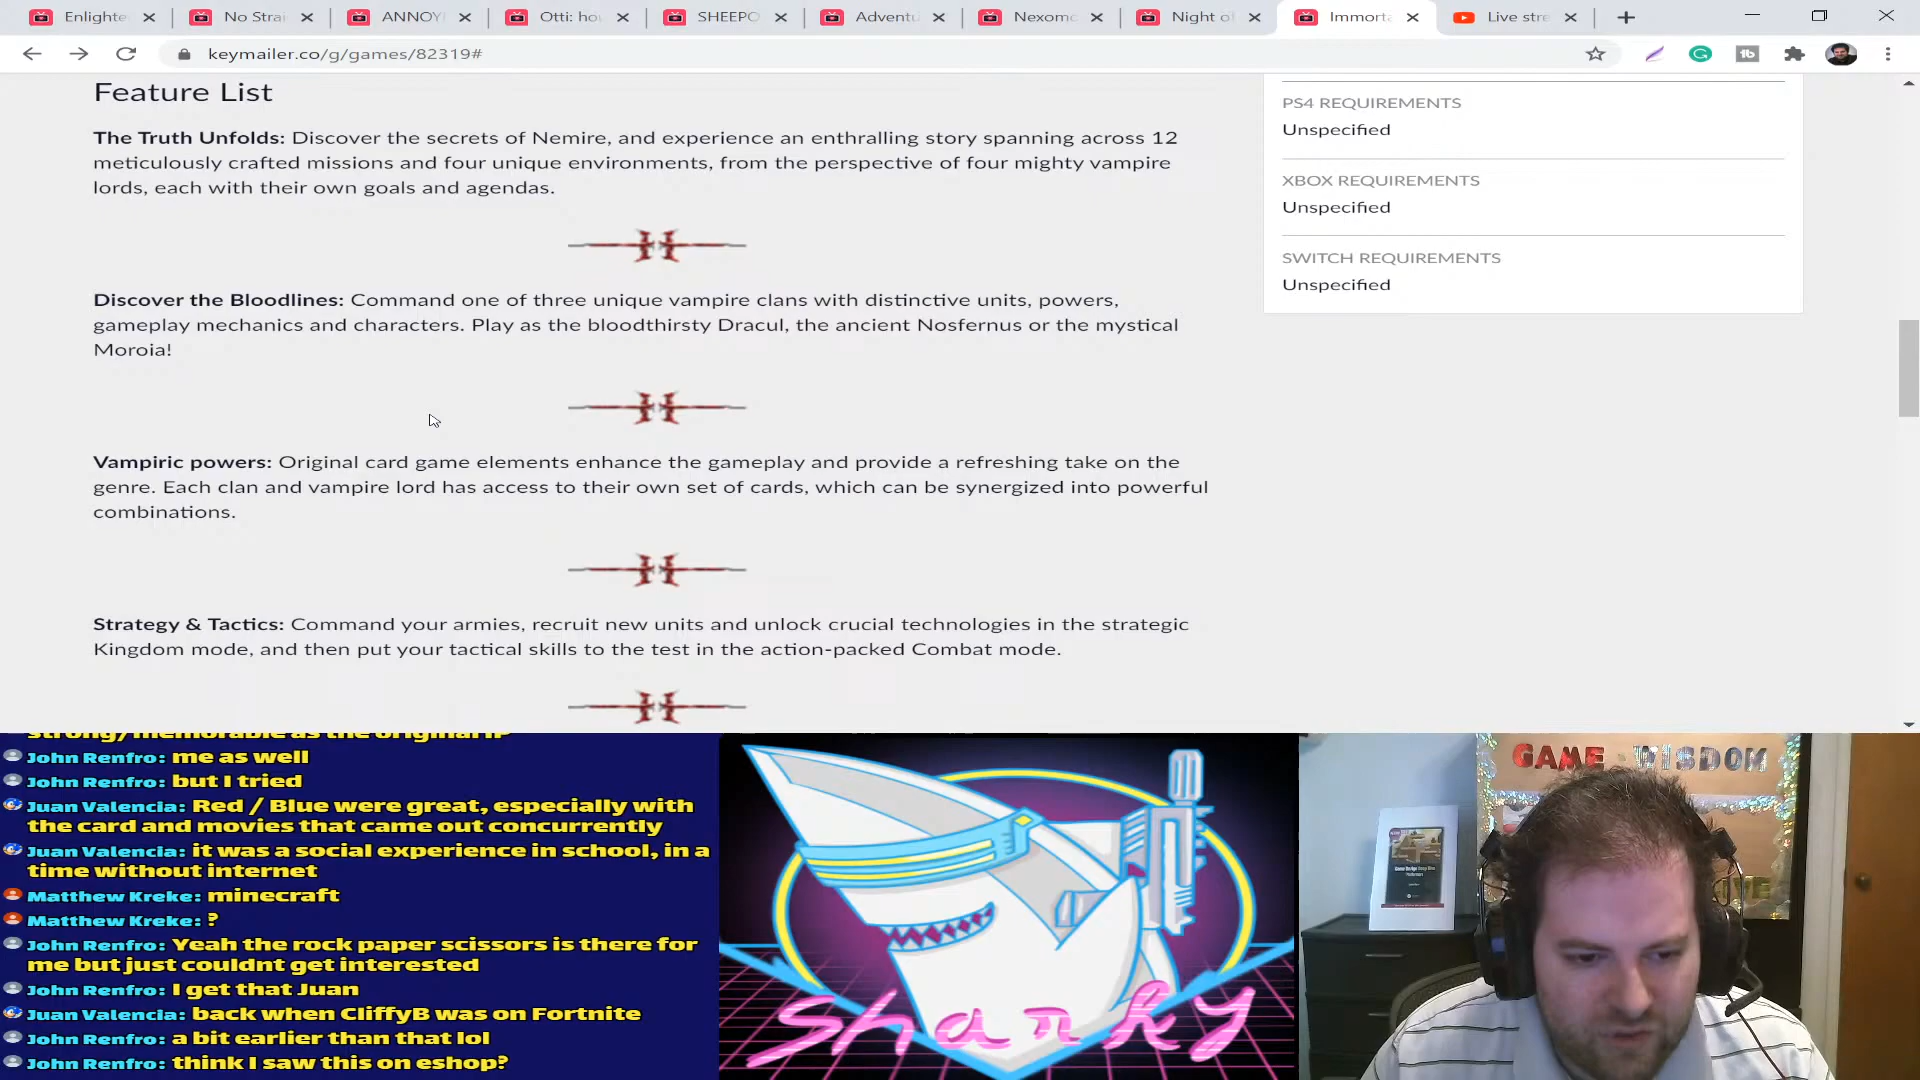 Enlighte
No Strai
ANNOY
Otti: ho
SHEEPO
Adventu
Nexomo
Night of
Immorta
Live stre
keymailer.co/g/games/82319#
Feature List
The Truth Unfolds: Discover the secrets of Nemire, and experience an enthralling story spanning across 12
meticulously crafted missions and four unique environments, from the perspective of four mighty vampire
lords, each with their own goals and agendas.
Discover the Bloodlines: Command one of three unique vampire clans with distinctive units, powers,
gameplay mechanics and characters. Play as the bloodthirsty Dracul, the ancient Nosfernus or the mystical
Moroia!
Vampiric powers: Original card game elements enhance the gameplay and provide a refreshing take on the
genre. Each clan and vampire lord has access to their own set of cards, which can be synergized into powerful
combinations.
Strategy & Tactics: Command your armies, recruit new units and unlock crucial technologies in the strategic
Kingdom mode, and then put your tactical skills to the test in the action-packed Combat mode.
PS4 REQUIREMENTS
Unspecified
XBOX REQUIREMENTS
Unspecified
SWITCH REQUIREMENTS
Unspecified
strong/memorable as the original IP
John Renfro: me as well
John Renfro: but I tried
Juan Valencia: Red / Blue were great, especially with
the card and movies that came out concurrently
Juan Valencia: it was a social experience in school, in a
time without internet
Matthew Kreke: minecraft
Matthew Kreke: ?
John Renfro: Yeah the rock paper scissors is there for
me but just couldnt get interested
John Renfro: I get that Juan
Juan Valencia: back when CliffyB was on Fortnite
John Renfro: a bit earlier than that lol
John Renfro: think I saw this on eshop?
Sharky
GAME WISDOM